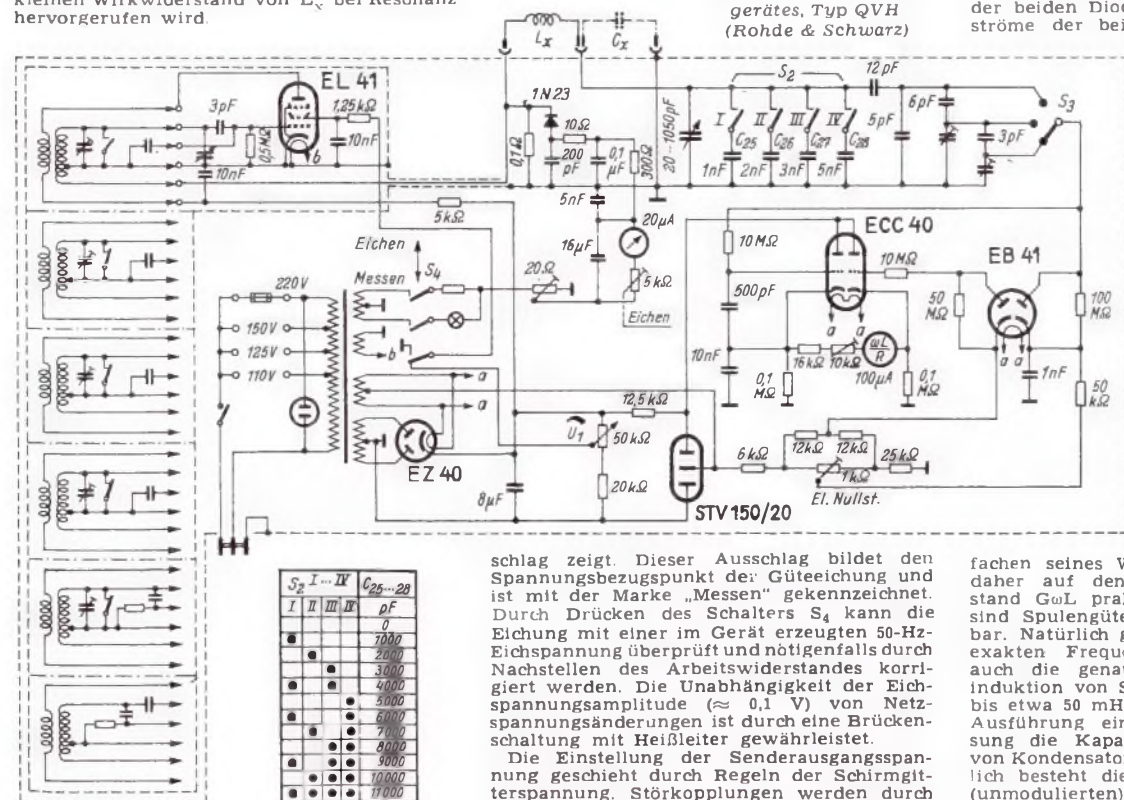 kleinen Wirkwiderstand von Lx bei Resonanz
hervorgerufen wird.
gerätes, Typ QVH
(Rohde & Schwarz)
der beiden Diod
ströme der bei
EL 41
3pF
1,25kΩ
0,5MΩ
10nF
b
10nF
5kΩ
Lx
Cx
1N23
0,1Ω
10Ω
200 pF
0,1 µF
300Ω
5nF
16µF
20µA
5kΩ
Eichen
20Ω
20–1050pF
S2
I II III IV
C25 C26 C27 C28
1nF 2nF 3nF 5nF
12pF
5pF
6pF
3pF
S3
Eichen
Messen
S4
b
a
a
220V
150V
125V
110V
EZ 40
8µF
U1
50kΩ
20kΩ
12,5kΩ
STV 150/20
10MΩ
500pF
10nF
ECC 40
10MΩ
a a
16kΩ
10kΩ
ωL
R
100µA
0,1 MΩ
0,1 MΩ
EB 41
50 MΩ
a a
1nF
100 MΩ
50 kΩ
6kΩ
12kΩ
12kΩ
1kΩ
25kΩ
El. Nullst.
S2 I...IV C25...28
I II III IV pF
0
1000
2000
3000
4000
5000
6000
7000
8000
9000
10000
11000
schlag zeigt. Dieser Ausschlag bildet den
Spannungsbezugspunkt der Güteeichung und
ist mit der Marke „Messen“ gekennzeichnet.
Durch Drücken des Schalters S4 kann die
Eichung mit einer im Gerät erzeugten 50-Hz-
Eichspannung überprüft und nötigenfalls durch
Nachstellen des Arbeitswiderstandes korri-
giert werden. Die Unabhängigkeit der Eich-
spannungsamplitude (≈ 0,1 V) von Netz-
spannungsänderungen ist durch eine Brücken-
schaltung mit Heißleiter gewährleistet.
Die Einstellung der Senderausgangsspan-
nung geschieht durch Regeln der Schirmgit-
terspannung. Störkopplungen werden durch
fachen seines W
daher auf den
stand GωL pral
sind Spulengüte
bar. Natürlich g
exakten Freque
auch die genau
induktion von S
bis etwa 50 mH
Ausführung ein
sung die Kapa
von Kondensator
lich besteht die
(unmodulierten)